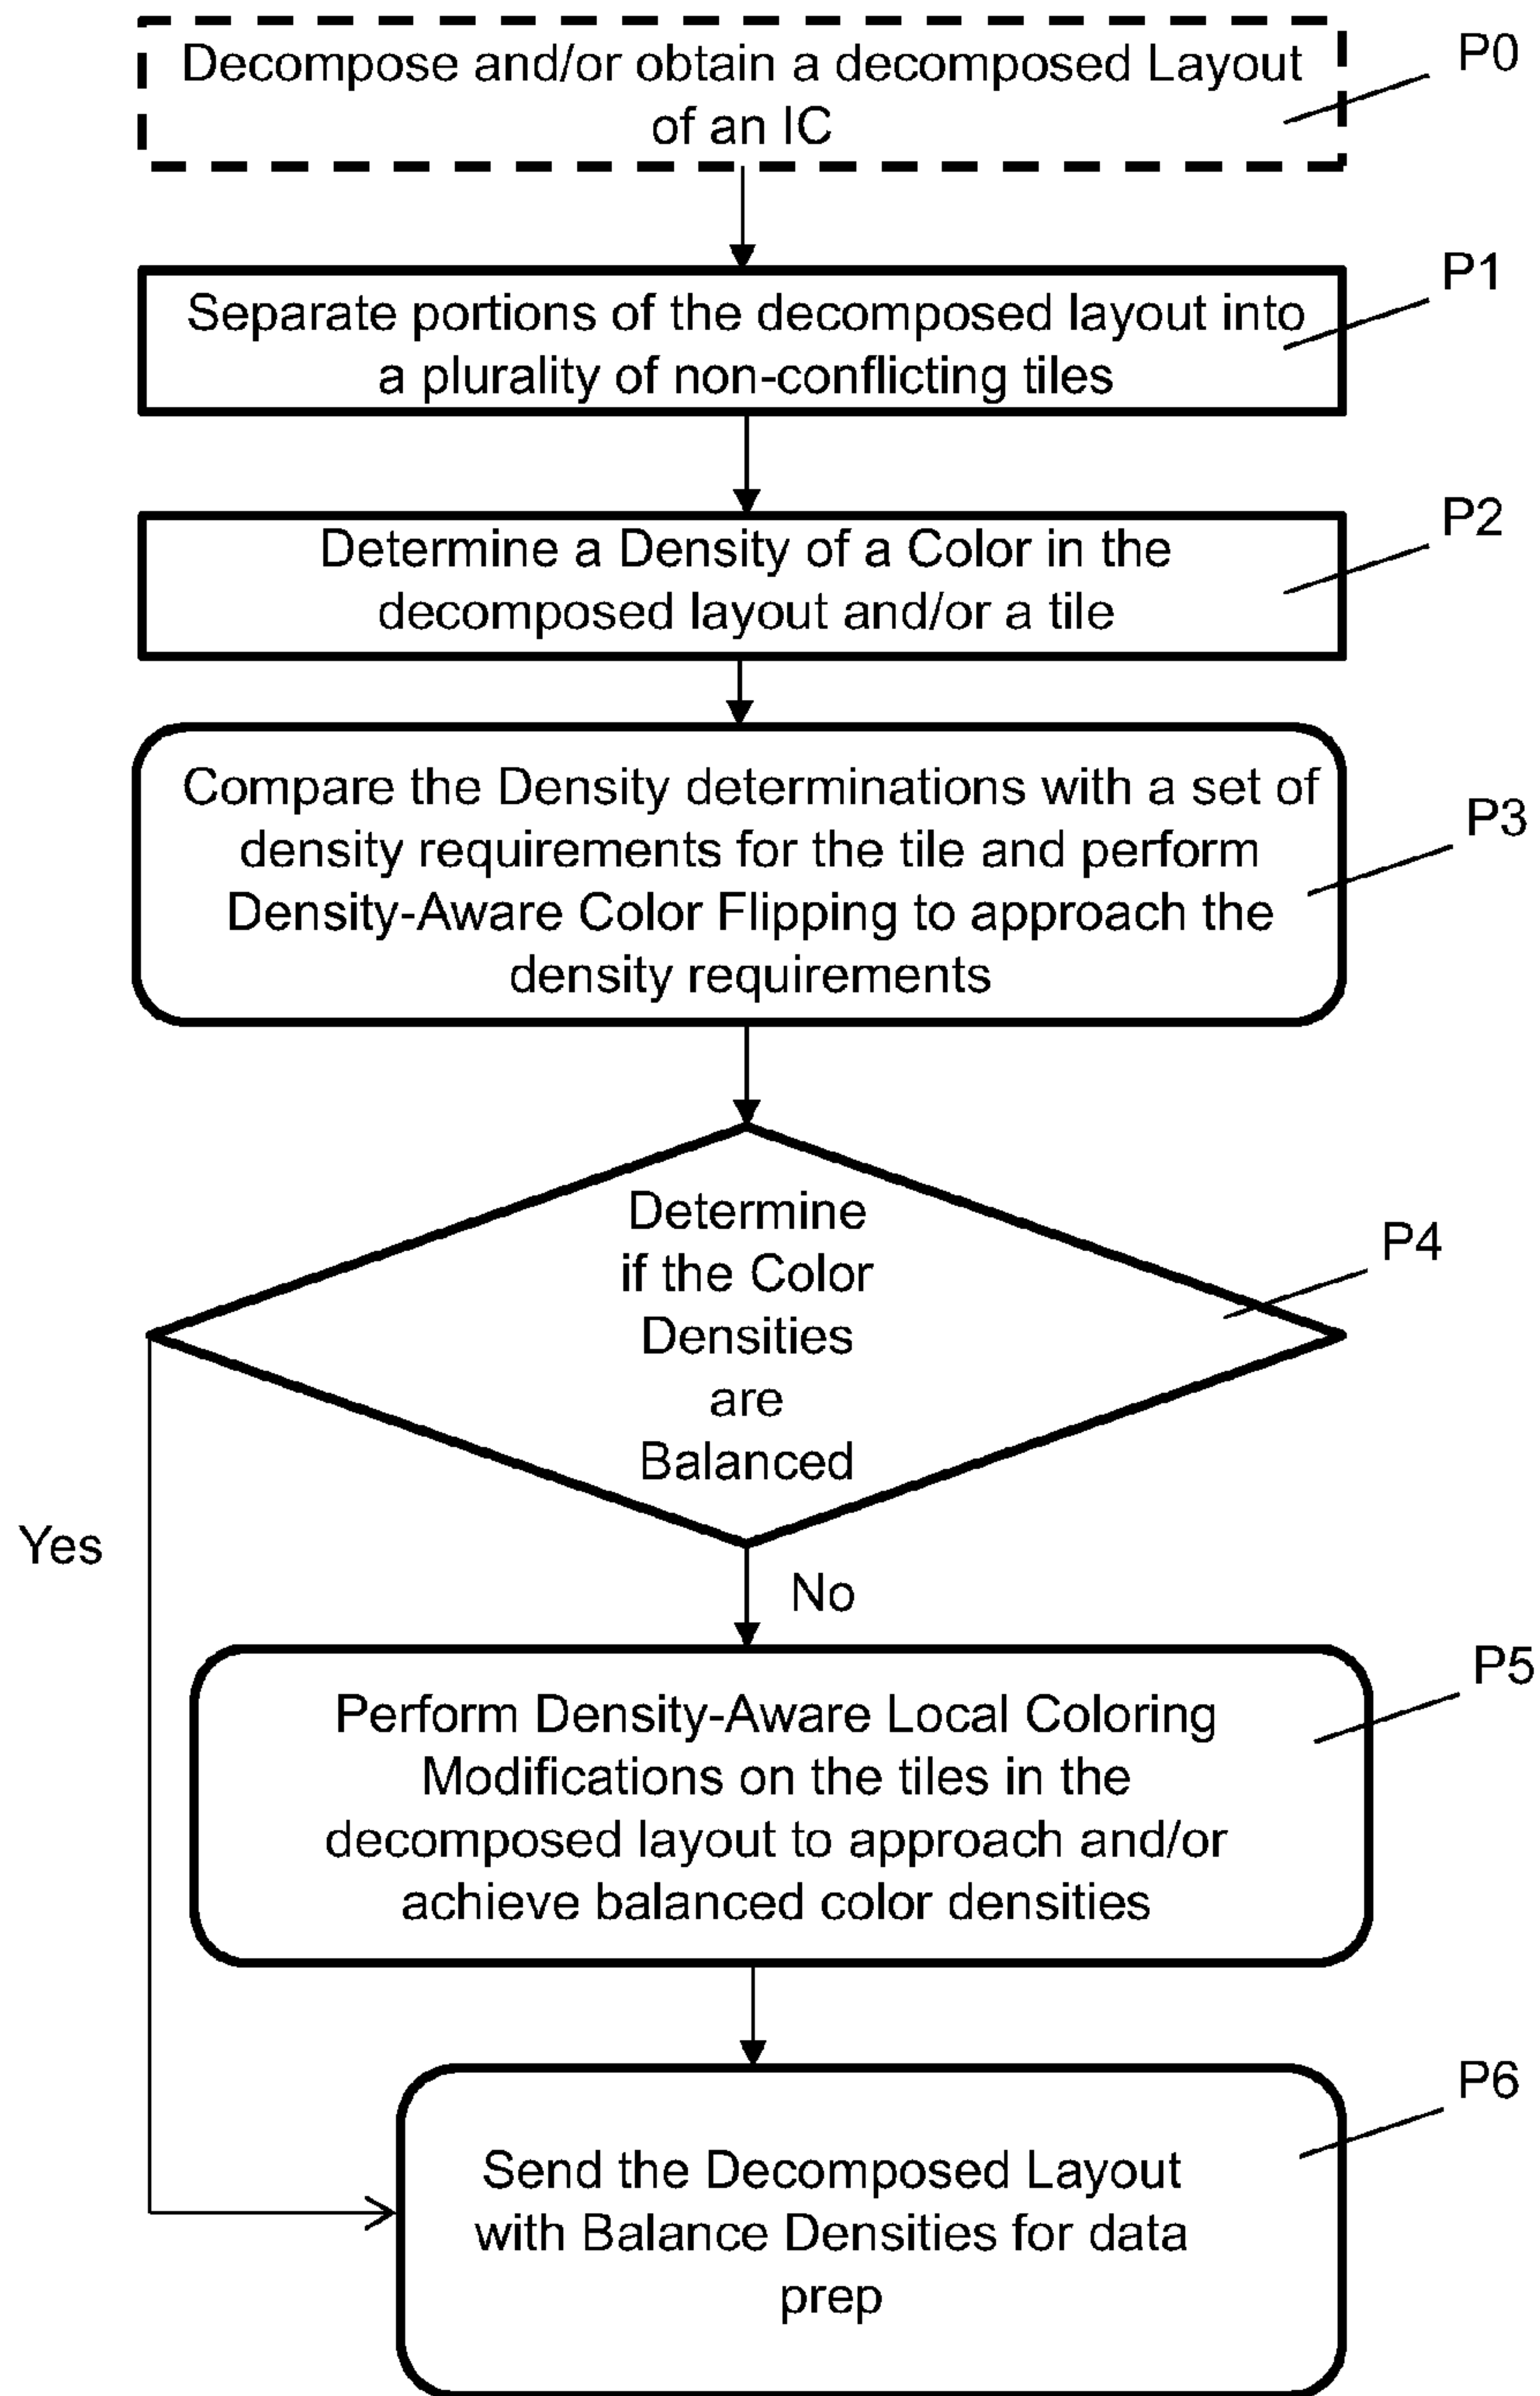 Decompose and/or obtain a decomposed Layout
of an IC
P0
Separate portions of the decomposed layout into
a plurality of non-conflicting tiles
P1
Determine a Density of a Color in the
decomposed layout and/or a tile
P2
Compare the Density determinations with a set of
density requirements for the tile and perform
Density-Aware Color Flipping to approach the
density requirements
P3
Determine
if the Color
Densities
are
Balanced
P4
Yes
No
Perform Density-Aware Local Coloring
Modifications on the tiles in the
decomposed layout to approach and/or
achieve balanced color densities
P5
Send the Decomposed Layout
with Balance Densities for data
prep
P6